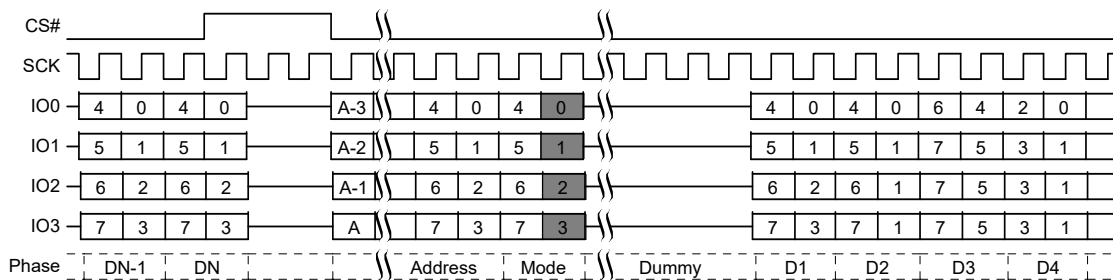 CS#
SCK
IO0 4 0 4 0 A-3 4 0 4 0 4 0 4 0 6 4 2 0
IO1 5 1 5 1 A-2 5 1 5 1 5 1 5 1 7 5 3 1
IO2 6 2 6 2 A-1 6 2 6 2 6 2 6 1 7 5 3 1
IO3 7 3 7 3 A 7 3 7 3 7 3 7 1 7 5 3 1
Phase DN-1 DN Address Mode Dummy D1 D2 D3 D4